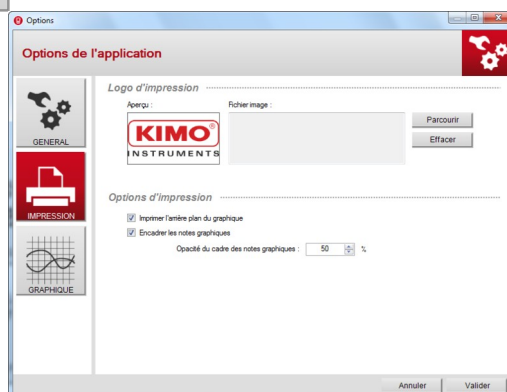 Options
Options de l'application
GENERAL
IMPRESSION
GRAPHIQUE
Logo d'impression
Aperçu :
Fichier image :
KIMO®
INSTRUMENTS
Parcourir
Effacer
Options d'impression
Imprimer l'arrière plan du graphique
Encadrer les notes graphiques
Opacité du cadre des notes graphiques : 50 %
Annuler
Valider